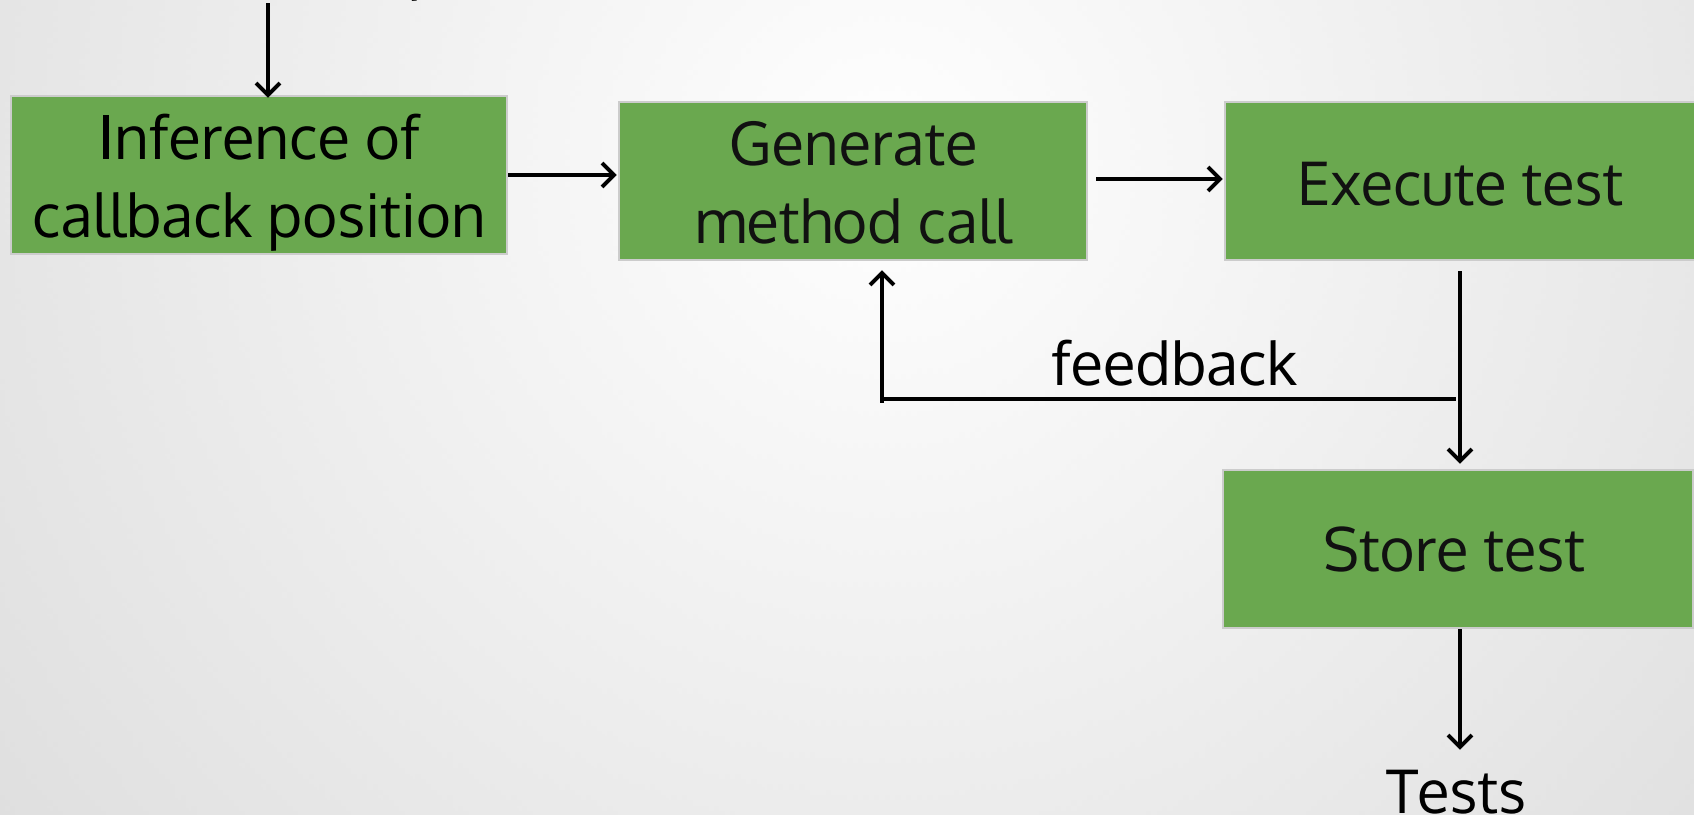 Inference of
callback position
Generate
method call
Execute test
feedback
Store test
Tests